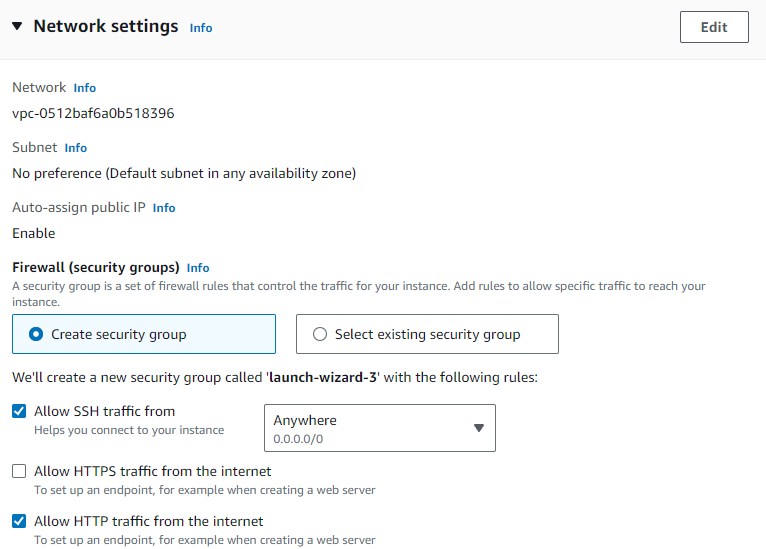 Network settings Info Edit
Network Info
vpc-0512baf6a0b518396
Subnet Info
No preference (Default subnet in any availability zone)
Auto-assign public IP Info
Enable
Firewall (security groups) Info
A security group is a set of firewall rules that control the traffic for your instance. Add rules to allow specific traffic to reach your
instance.
Create security group Select existing security group
We'll create a new security group called 'launch-wizard-3' with the following rules:
Allow SSH traffic from Anywhere
Helps you connect to your instance 0.0.0.0/0
Allow HTTPS traffic from the internet
To set up an endpoint, for example when creating a web server
Allow HTTP traffic from the internet
To set up an endpoint, for example when creating a web server